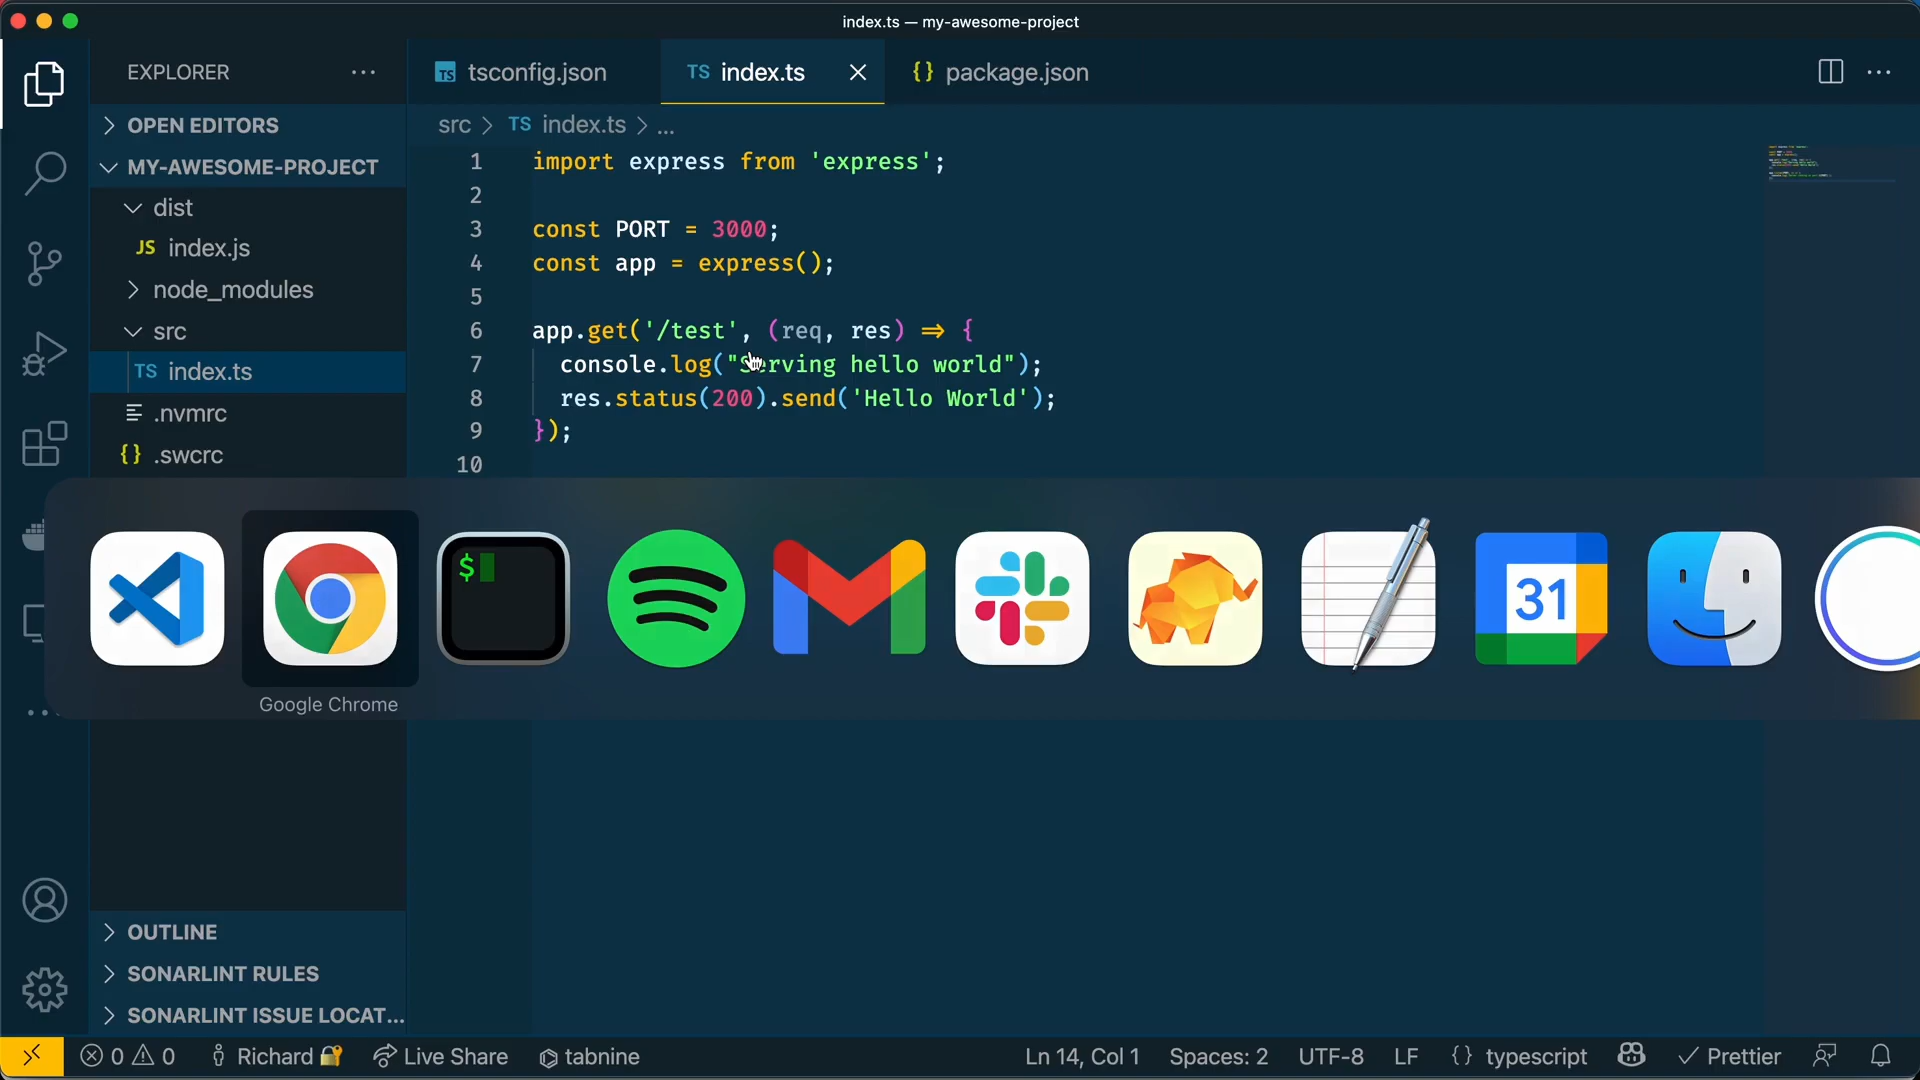 index.ts — my-awesome-project
EXPLORER
tsconfig.json
TS index.ts
{} package.json
OPEN EDITORS
MY-AWESOME-PROJECT
dist
JS index.js
node_modules
src
TS index.ts
.nvmrc
{} .swcrc
src > TS index.ts > ...
1 import express from 'express';
2
3 const PORT = 3000;
4 const app = express();
5
6 app.get('/test', (req, res) => {
7 console.log("Serving hello world");
8 res.status(200).send('Hello World');
9 });
10
$
31
Google Chrome
OUTLINE
SONARLINT RULES
SONARLINT ISSUE LOCAT...
0 0
Richard
Live Share
tabnine
Ln 14, Col 1
Spaces: 2
UTF-8
LF
{} typescript
Prettier